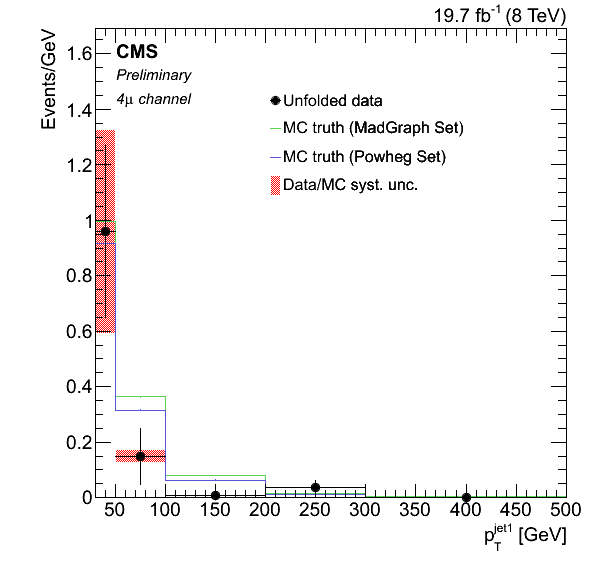 19.7 fb⁻¹ (8 TeV)
Events/GeV
CMS
Preliminary
4μ channel
Unfolded data
MC truth (MadGraph Set)
MC truth (Powheg Set)
Data/MC syst. unc.
1.6
1.4
1.2
1
0.8
0.6
0.4
0.2
0
50 100 150 200 250 300 350 400 450 500
p_T^jet1 [GeV]